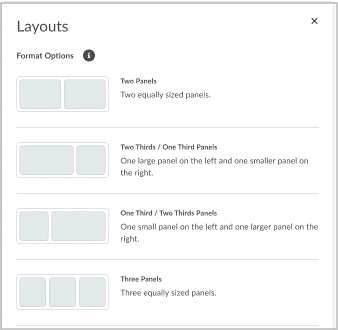 Layouts
Format Options
Two Panels
Two equally sized panels.
Two Thirds / One Third Panels
One large panel on the left and one smaller panel on
the right.
One Third / Two Thirds Panels
One small panel on the left and one larger panel on the
right.
Three Panels
Three equally sized panels.